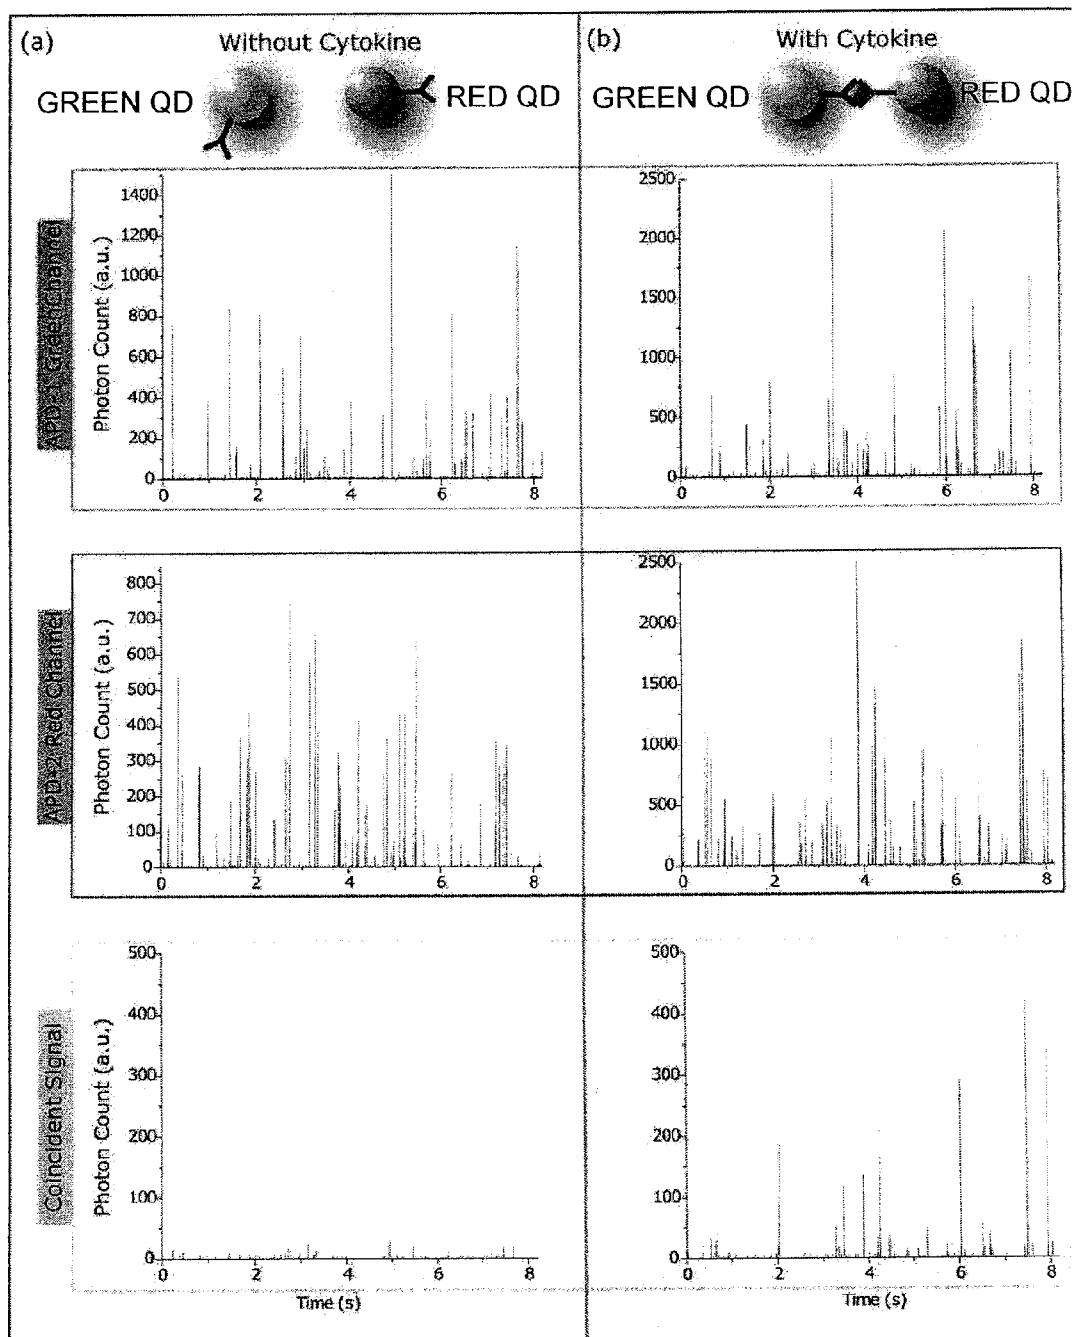 (a)
Without Cytokine
GREEN QD
RED QD
(b)
With Cytokine
GREEN QD
RED QD
APD-1 Green Channel
Photon Count (a.u.)
1400
1200
1000
800
600
400
200
0
0 2 4 6 8
2500
2000
1500
1000
500
0
0 2 4 6 8
APD-2 Red Channel
Photon Count (a.u.)
800
700
600
500
400
300
200
100
0
0 2 4 6 8
2500
2000
1500
1000
500
0
0 2 4 6 8
Coincident Signal
Photon Count (a.u.)
500
400
300
200
100
0
0 2 4 6 8
Time (s)
500
400
300
200
100
0
0 2 4 6 8
Time (s)